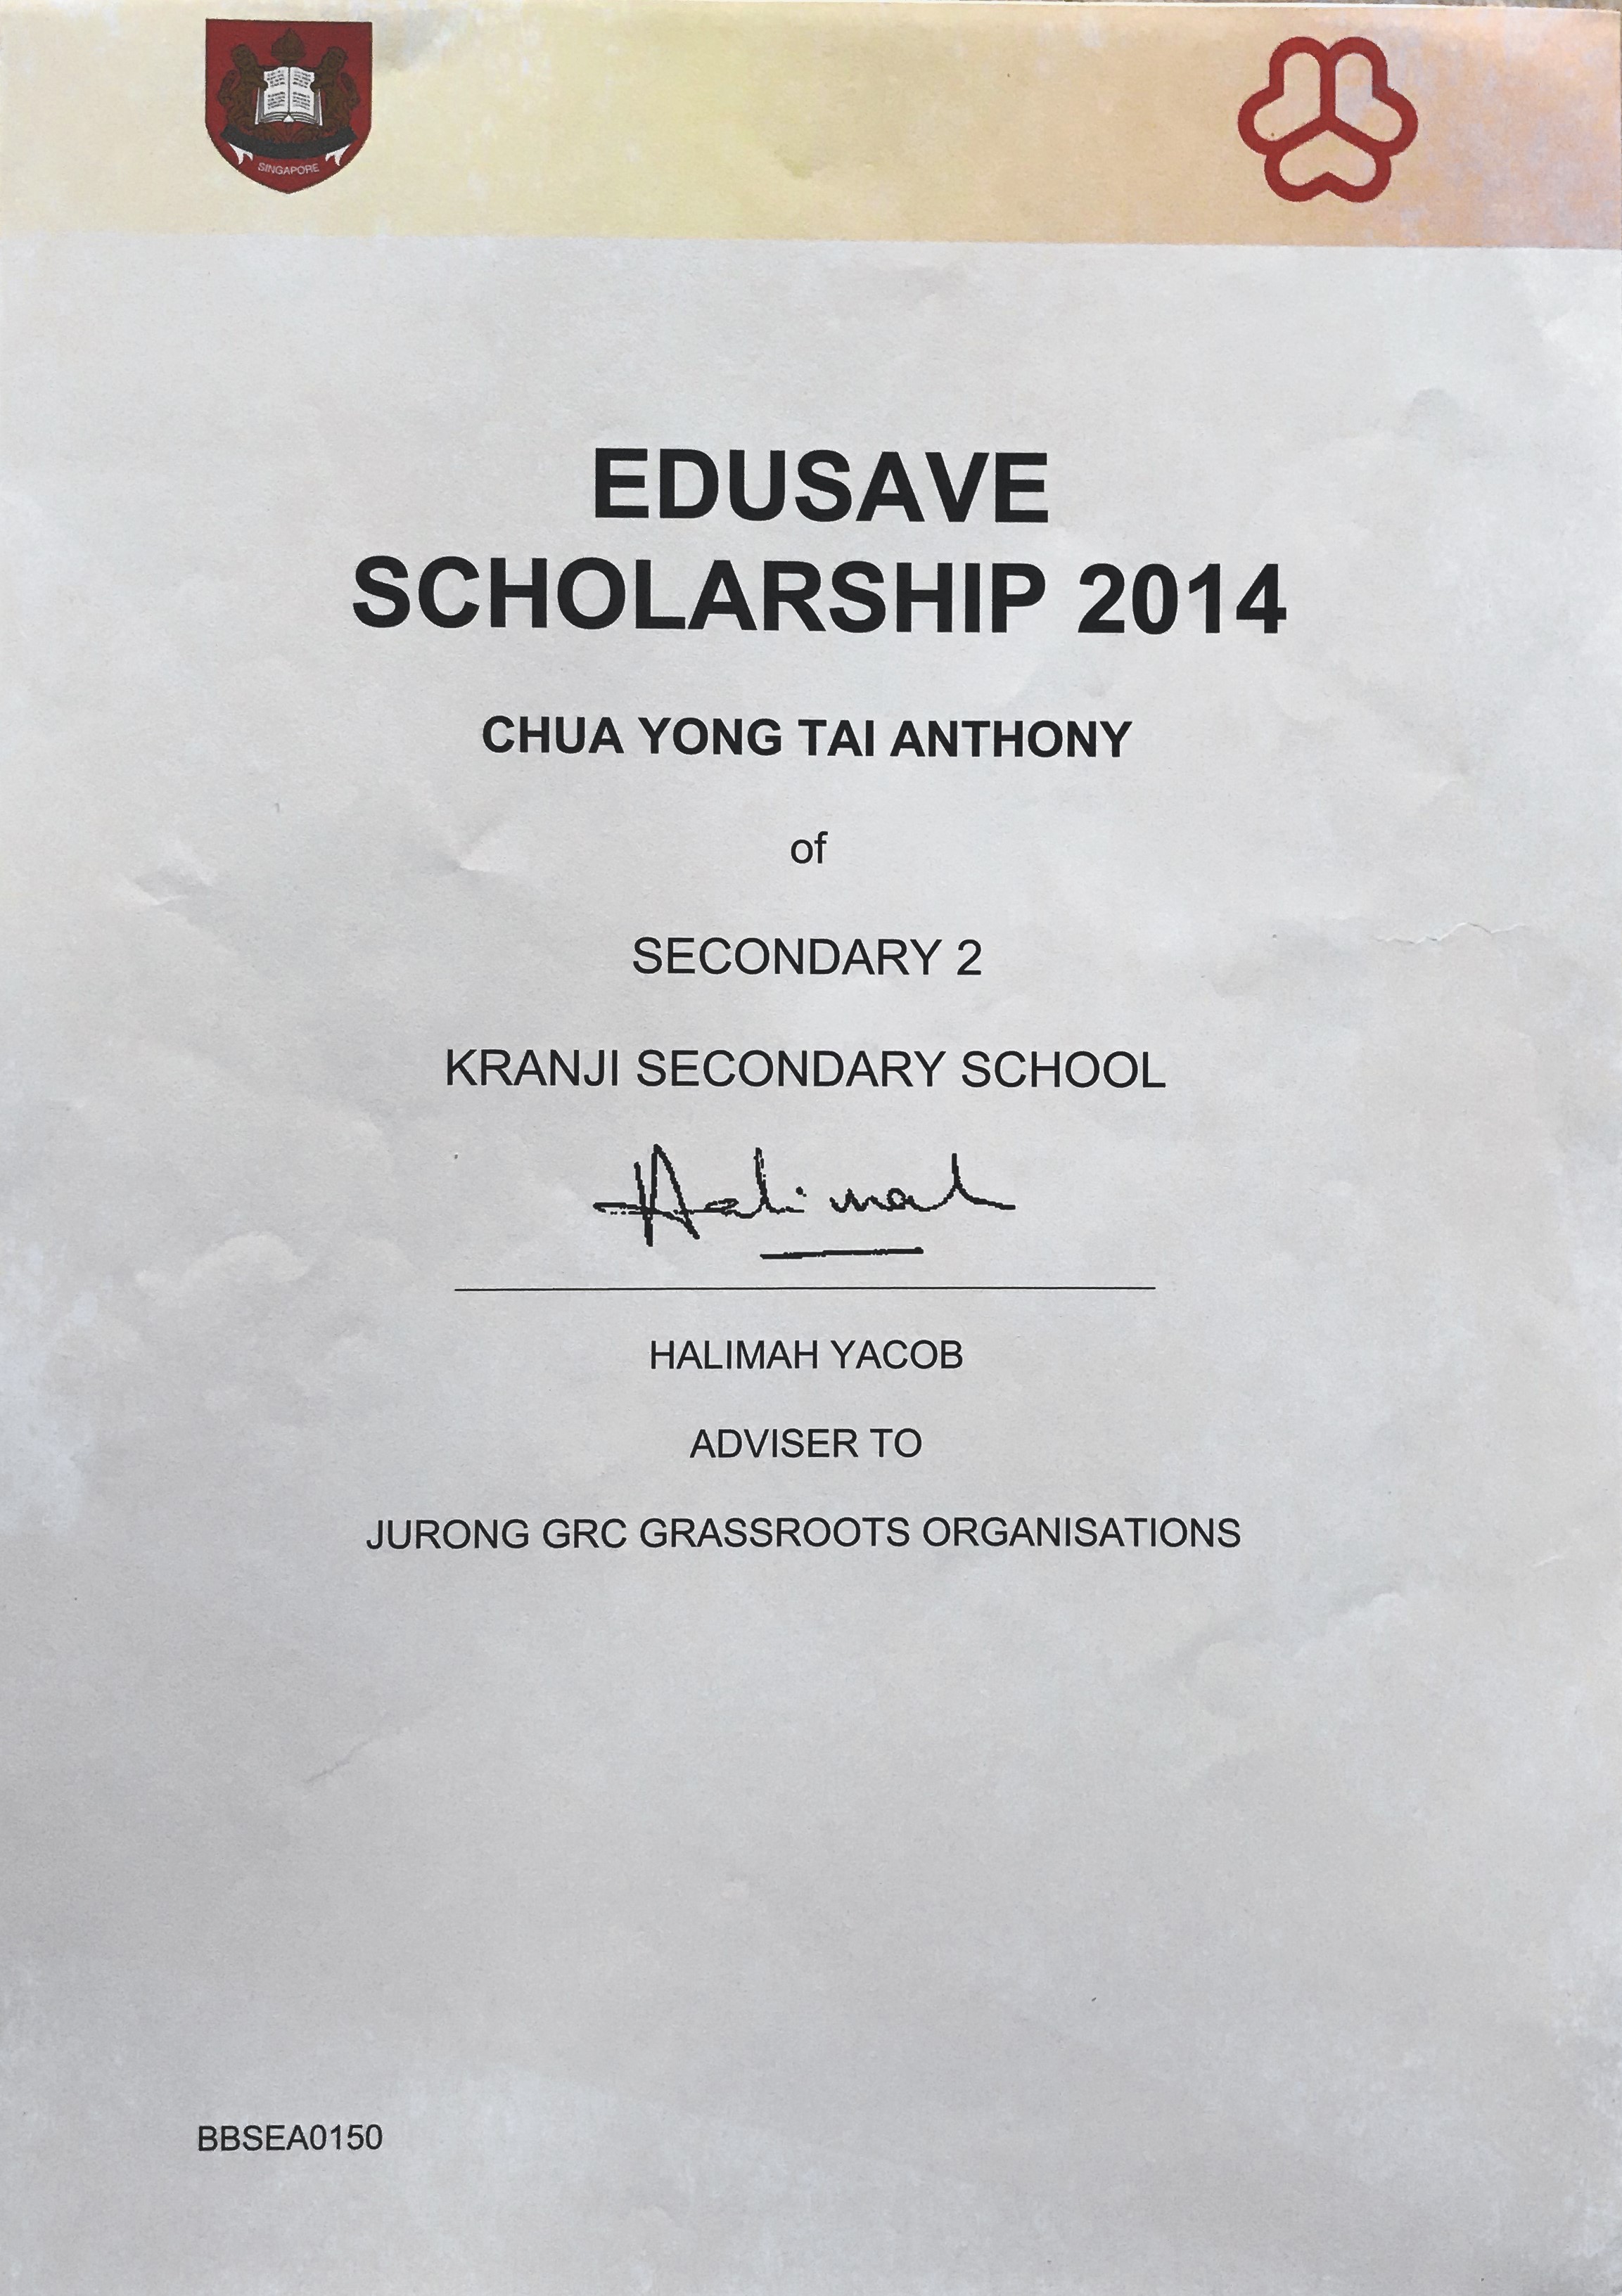 SINGAPORE
EDUSAVE
SCHOLARSHIP 2014
CHUA YONG TAI ANTHONY
of
SECONDARY 2
KRANJI SECONDARY SCHOOL
Halimah
HALIMAH YACOB
ADVISER TO
JURONG GRC GRASSROOTS ORGANISATIONS
BBSEA0150